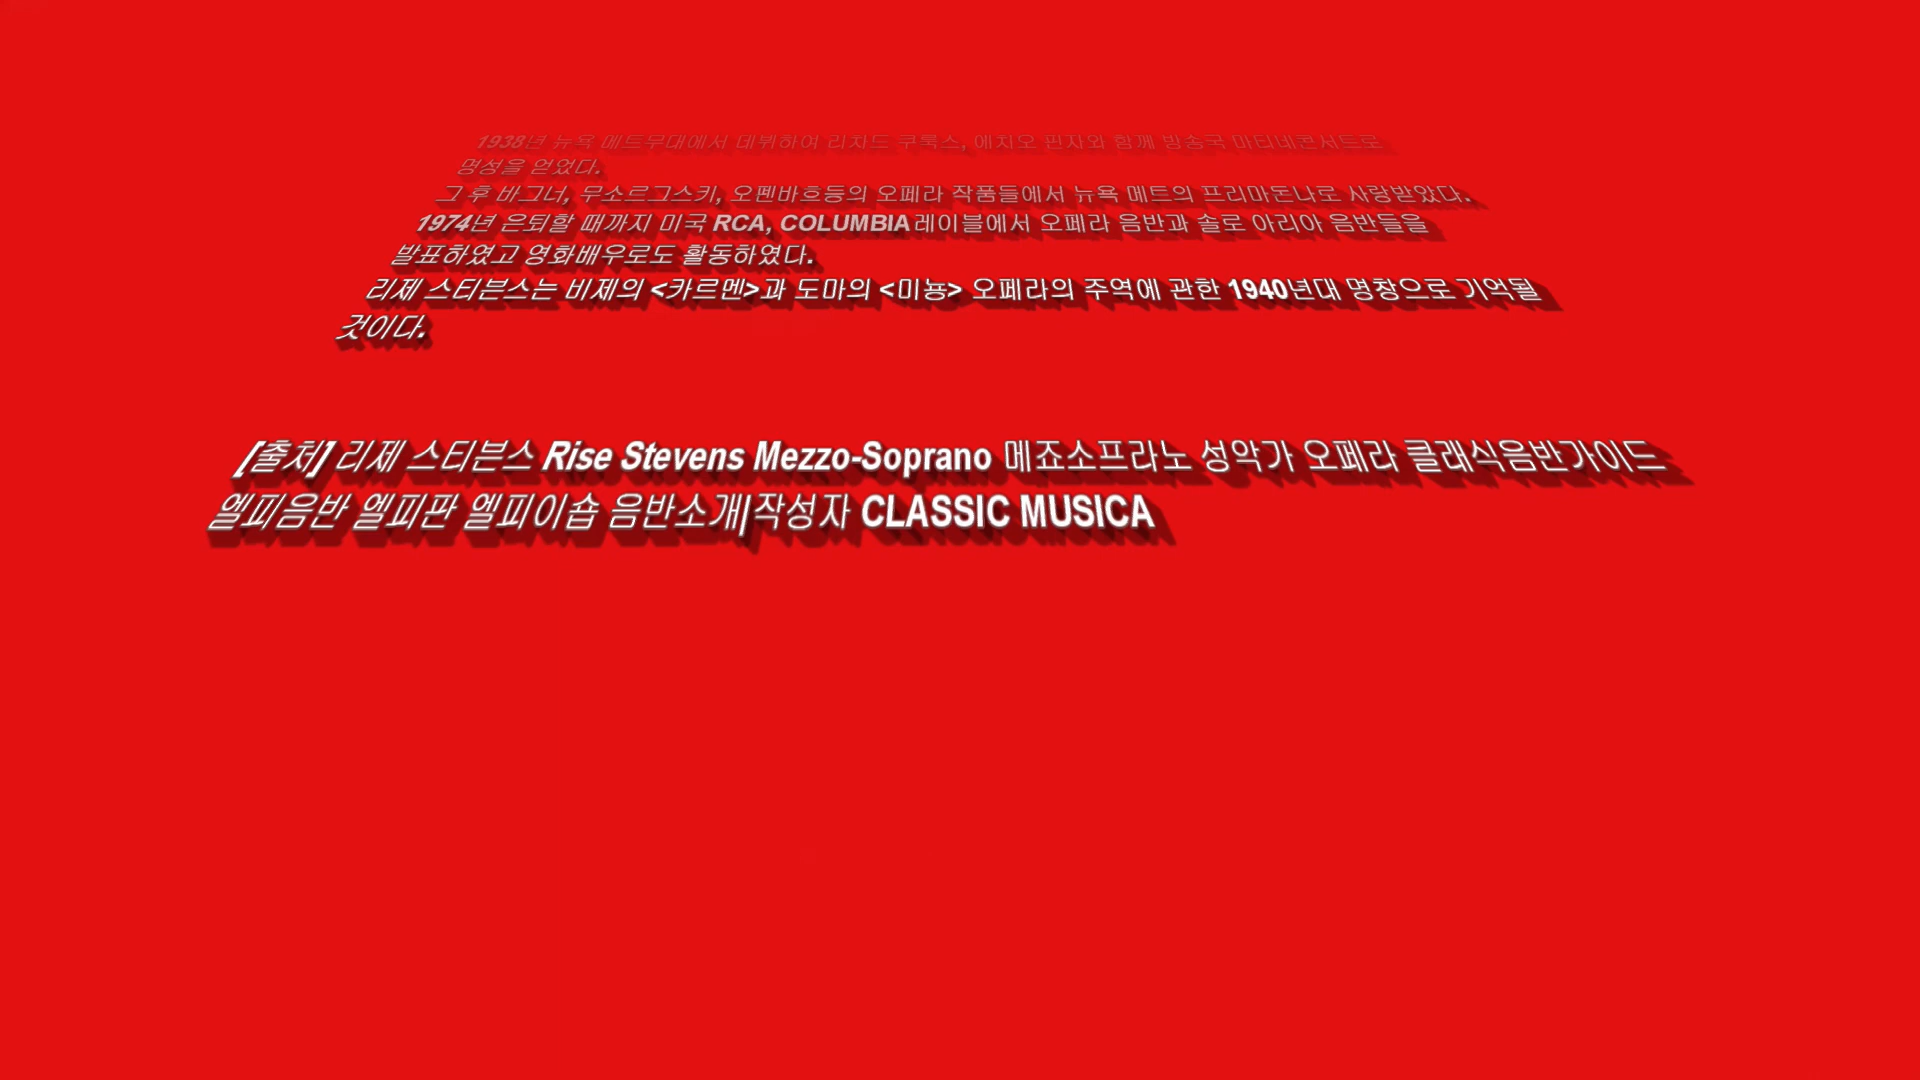 1938년 뉴욕 메트무대에서 데뷔하여 리차드 쿠룩스, 에치오 핀자와 함께 방송국 마티네콘서트로
명성을 얻었다.
그 후 바그너, 무소르그스키, 오펜바흐등의 오페라 작품들에서 뉴욕 메트의 프리마돈나로 사랑받았다.
1974년 은퇴할 때까지 미국 RCA, COLUMBIA레이블에서 오페라 음반과 솔로 아리아 음반들을
발표하였고 영화배우로도 활동하였다.
리제 스티븐스는 비제의 <카르멘>과 도마의 <미뇽> 오페라의 주역에 관한 1940년대 명창으로 기억될
것이다.
[출처] 리제 스티븐스 Rise Stevens Mezzo-Soprano 메죠소프라노 성악가 오페라 클래식음반가이드
엘피음반 엘피판 엘피이숍 음반소개|작성자 CLASSIC MUSICA